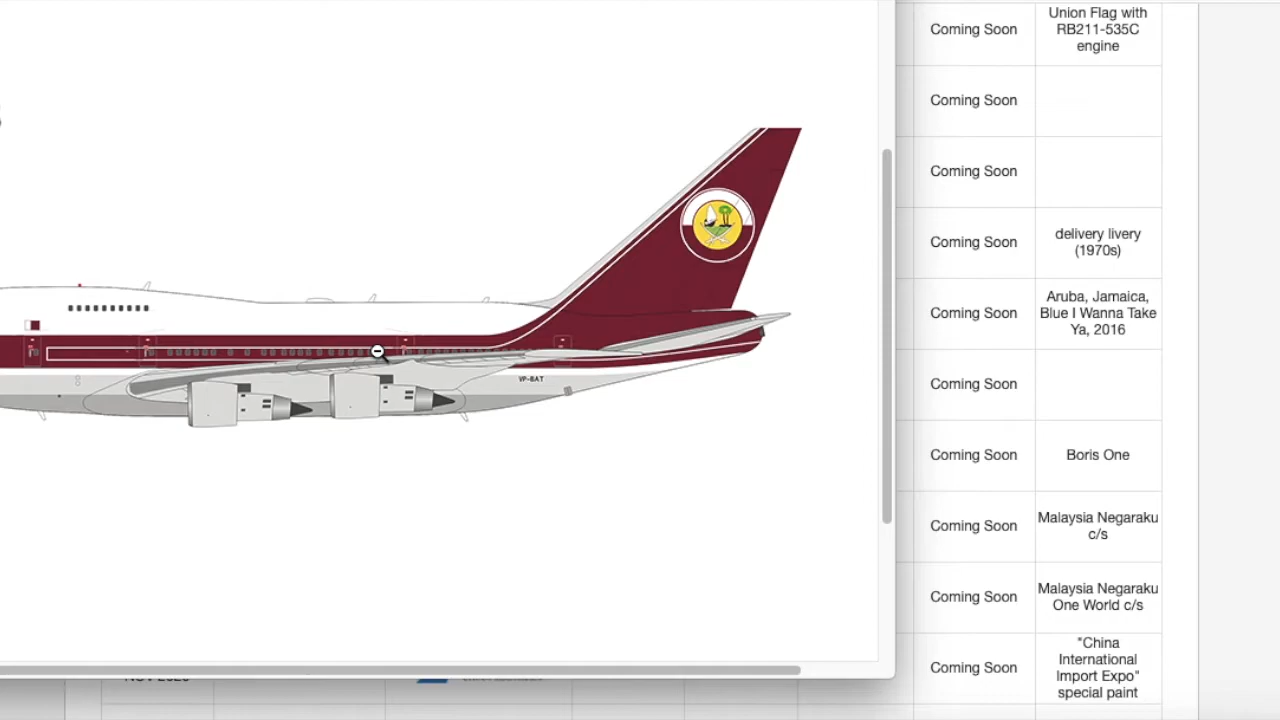 Coming Soon
Union Flag with
RB211-535C
engine
Coming Soon
Coming Soon
Coming Soon
delivery livery
(1970s)
Coming Soon
Aruba, Jamaica,
Blue I Wanna Take
Ya, 2016
Coming Soon
Coming Soon
Boris One
Coming Soon
Malaysia Negaraku
c/s
Coming Soon
Malaysia Negaraku
One World c/s
Coming Soon
"China
International
Import Expo"
special paint
VP-BAT